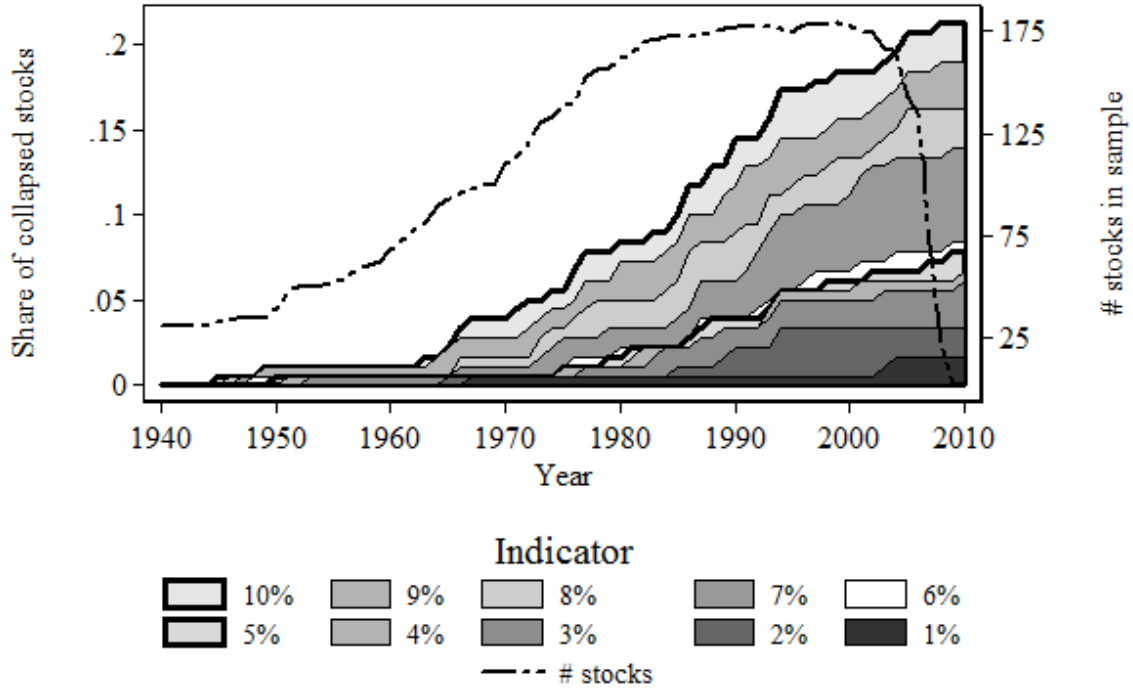 Share of collapsed stocks
.2
.15
.1
.05
0
175
125
75
25
# stocks in sample
1940 1950 1960 1970 1980 1990 2000 2010
Year
Indicator
10% 9% 8% 7% 6%
5% 4% 3% 2% 1%
# stocks